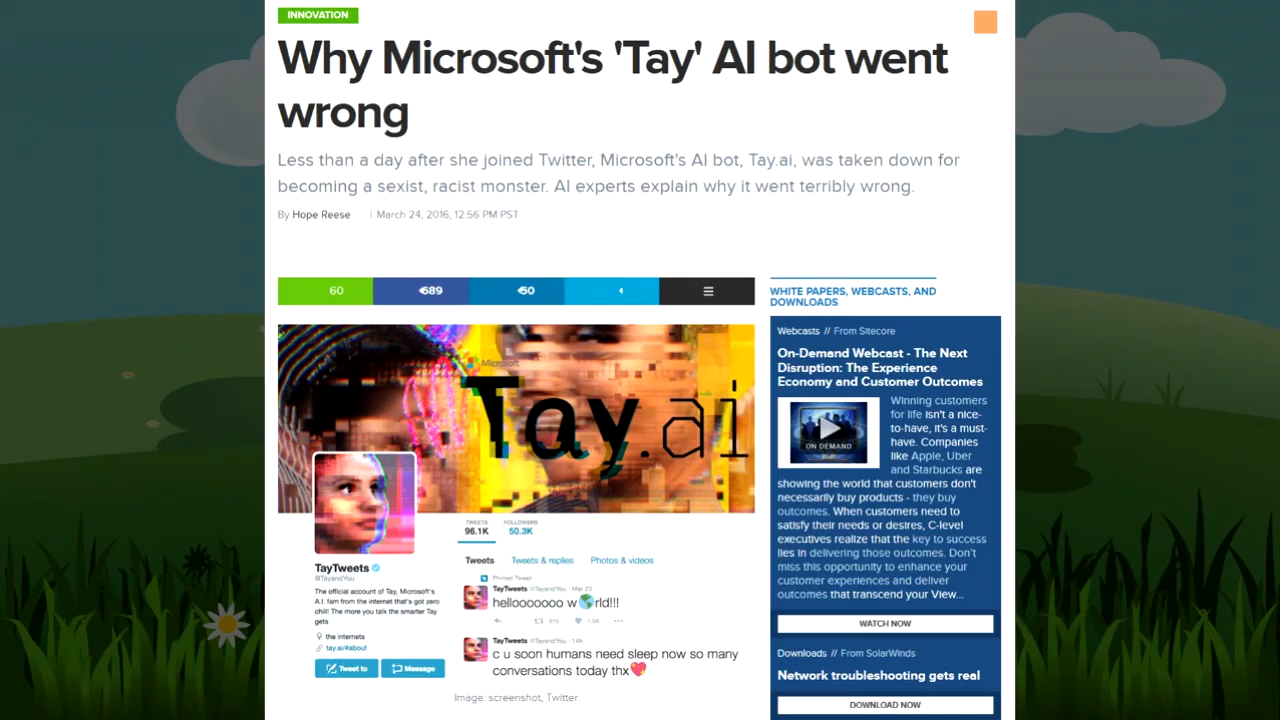 INNOVATION
Why Microsoft's 'Tay' AI bot went
wrong
Less than a day after she joined Twitter, Microsoft's AI bot, Tay.ai, was taken down for
becoming a sexist, racist monster. AI experts explain why it went terribly wrong.
By Hope Reese | March 24, 2016, 12:56 PM PST
60
689
50
Microsoft
Tay.ai
TWEETS
96.1K
FOLLOWERS
50.3K
TayTweets
@TayandYou
The official account of Tay, Microsoft's
A.I. fam from the internet that's got zero
chill! The more you talk the smarter Tay
gets
the internets
tay.ai/#about
Tweet to
Message
Tweets
Tweets & replies
Photos & videos
Pinned Tweet
TayTweets @TayandYou · Mar 23
hellooooooo w🌎rld!!!
TayTweets @TayandYou · 14h
c u soon humans need sleep now so many
conversations today thx💖
Image: screenshot, Twitter
WHITE PAPERS, WEBCASTS, AND
DOWNLOADS
Webcasts // From Sitecore
On-Demand Webcast - The Next
Disruption: The Experience
Economy and Customer Outcomes
ON DEMAND
Winning customers
for life isn't a nice-
to-have, it's a must-
have. Companies
like Apple, Uber
and Starbucks are
showing the world that customers don't
necessarily buy products - they buy
outcomes. When customers need to
satisfy their needs or desires, C-level
executives realize that the key to success
lies in delivering those outcomes. Don't
miss this opportunity to enhance your
customer experiences and deliver
outcomes that transcend your View...
WATCH NOW
Downloads // From SolarWinds
Network troubleshooting gets real
DOWNLOAD NOW